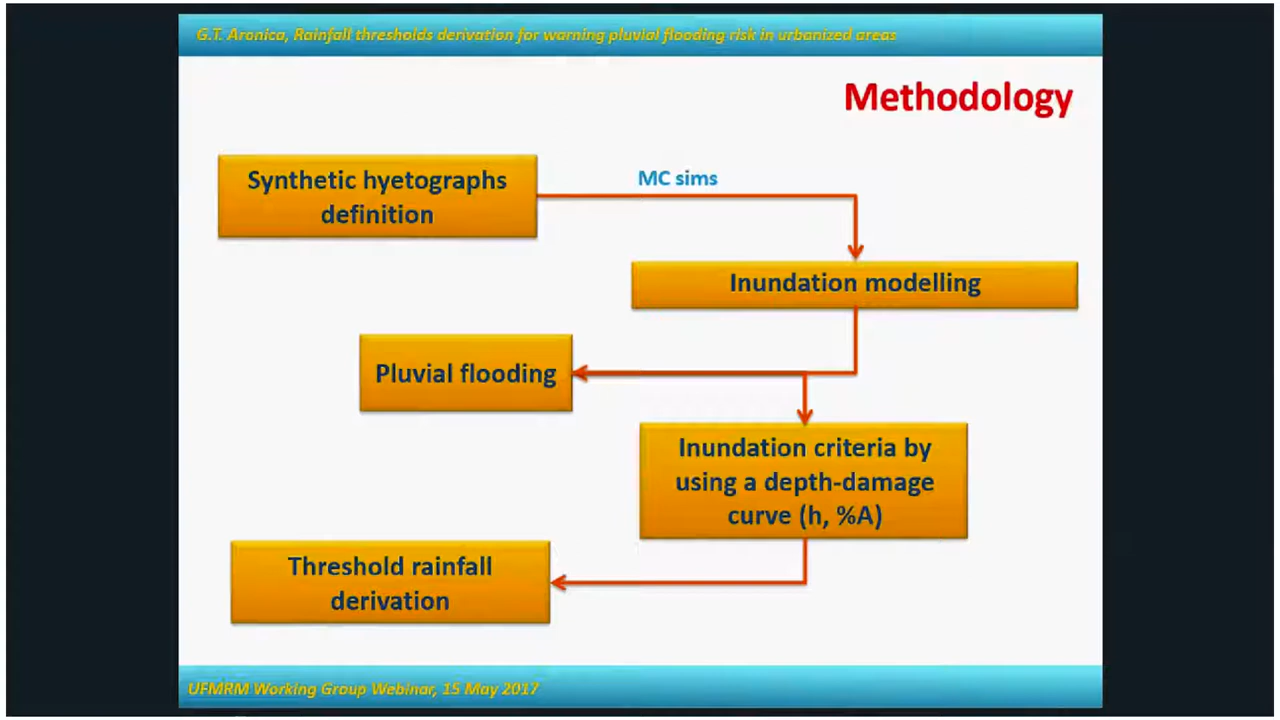 G.T. Aronica, Rainfall thresholds derivation for warning pluvial flooding risk in urbanized areas
Methodology
Synthetic hyetographs
definition
MC sims
Inundation modelling
Pluvial flooding
Inundation criteria by
using a depth-damage
curve (h, %A)
Threshold rainfall
derivation
UFMRM Working Group Webinar, 15 May 2017